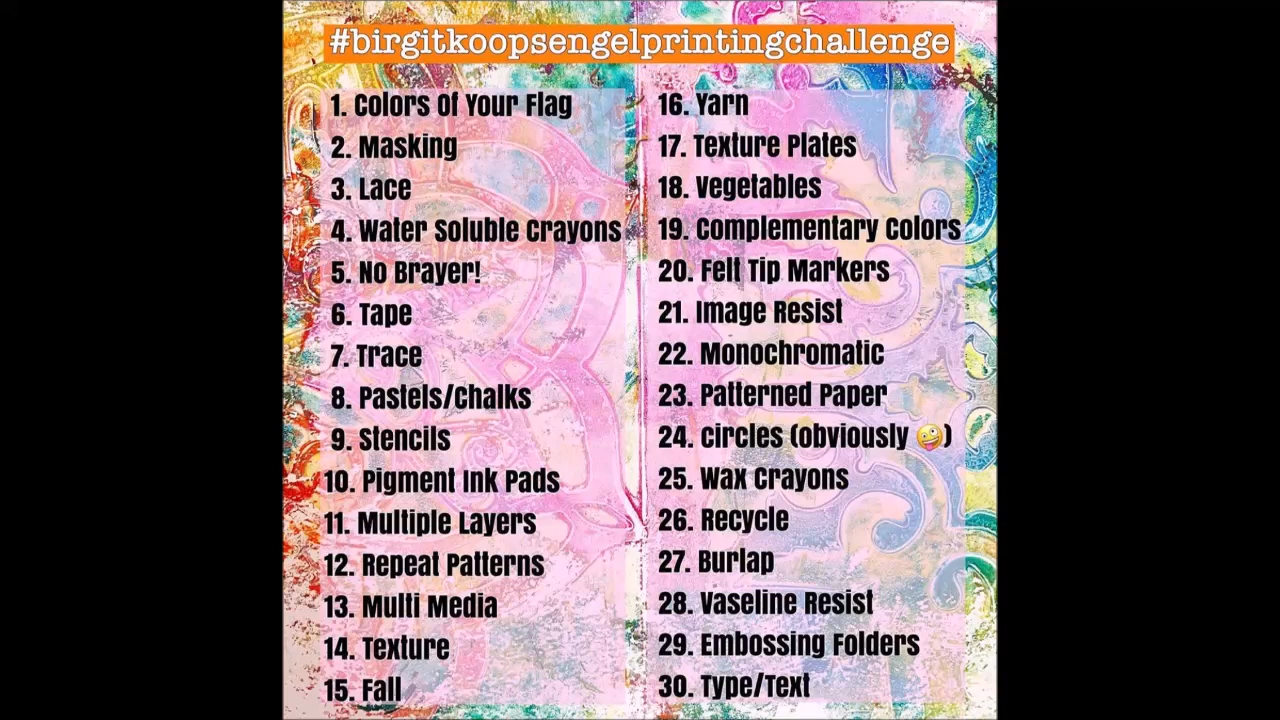 #birgitkoopsengelprintingchallenge
1. Colors Of Your Flag
2. Masking
3. Lace
4. Water Soluble Crayons
5. No Brayer!
6. Tape
7. Trace
8. Pastels/Chalks
9. Stencils
10. Pigment Ink Pads
11. Multiple Layers
12. Repeat Patterns
13. Multi Media
14. Texture
15. Fall
16. Yarn
17. Texture Plates
18. Vegetables
19. Complementary Colors
20. Felt Tip Markers
21. Image Resist
22. Monochromatic
23. Patterned Paper
24. circles (obviously 🤪)
25. Wax Crayons
26. Recycle
27. Burlap
28. Vaseline Resist
29. Embossing Folders
30. Type/Text